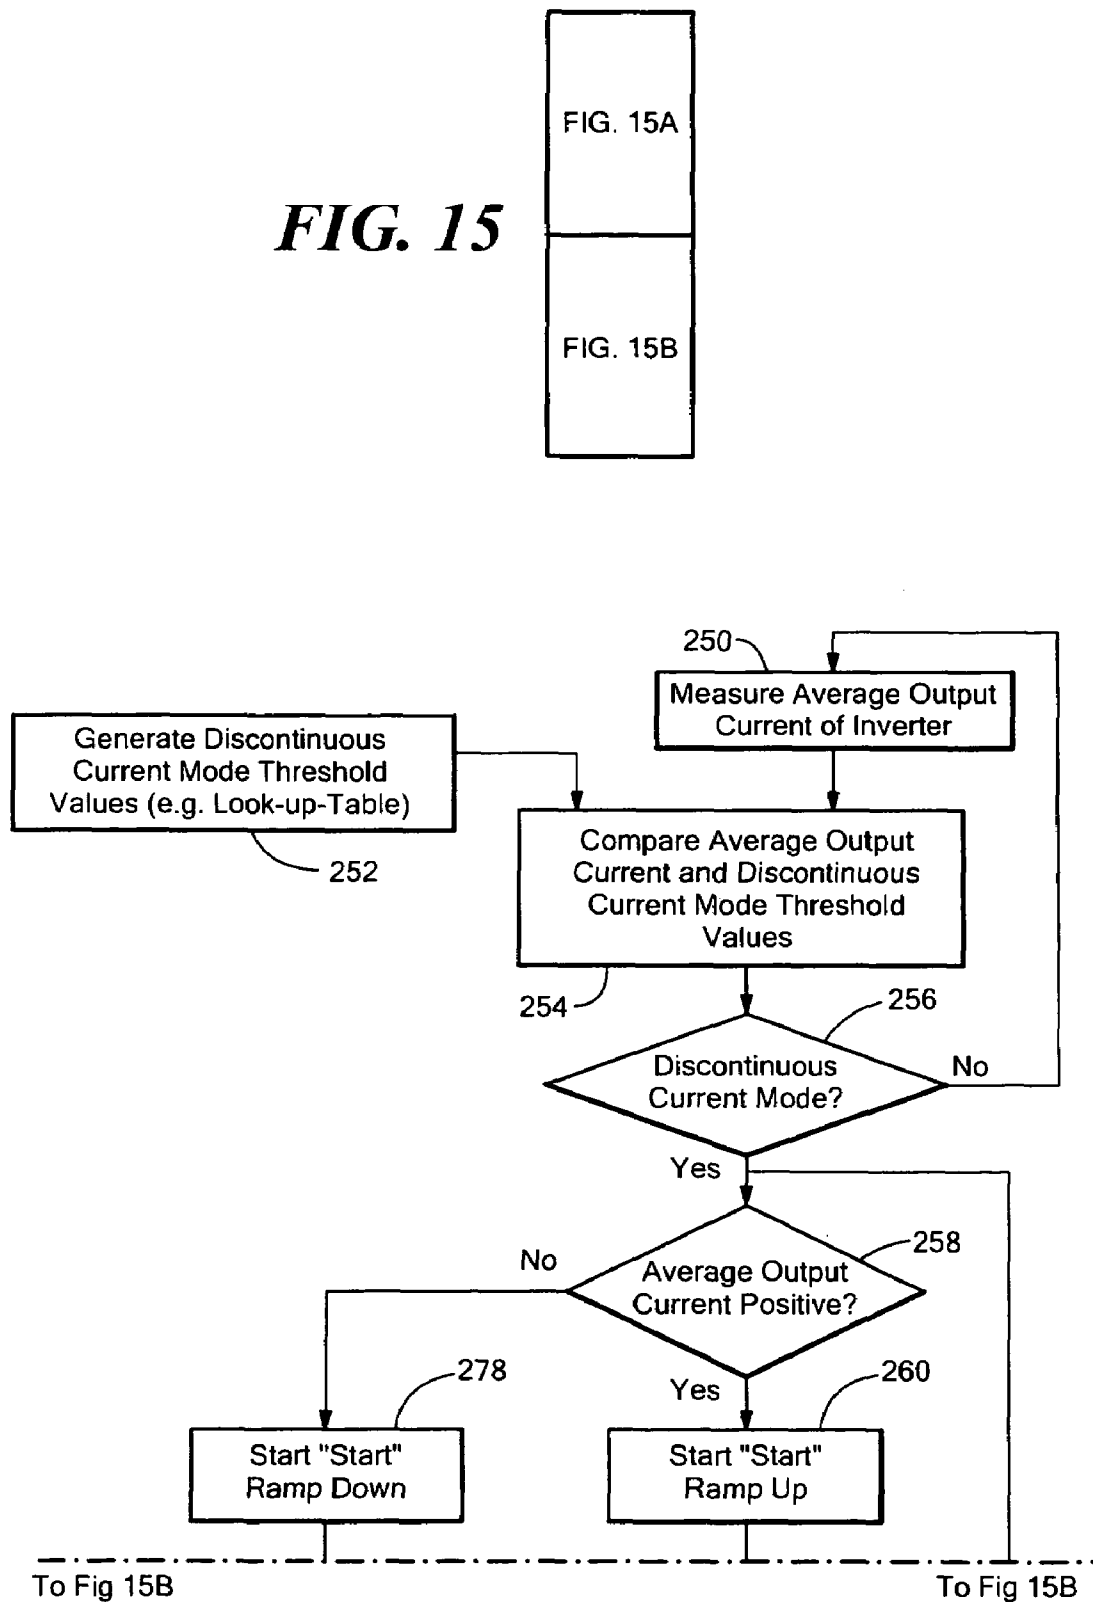 FIG. 15A
FIG. 15
FIG. 15B
250
Measure Average Output
Current of Inverter
Generate Discontinuous
Current Mode Threshold
Values (e.g. Look-up-Table)
252
Compare Average Output
Current and Discontinuous
Current Mode Threshold
Values
254
256
Discontinuous
Current Mode?
No
Yes
258
No
Average Output
Current Positive?
278
Yes
260
Start "Start"
Ramp Down
Start "Start"
Ramp Up
To Fig 15B
To Fig 15B